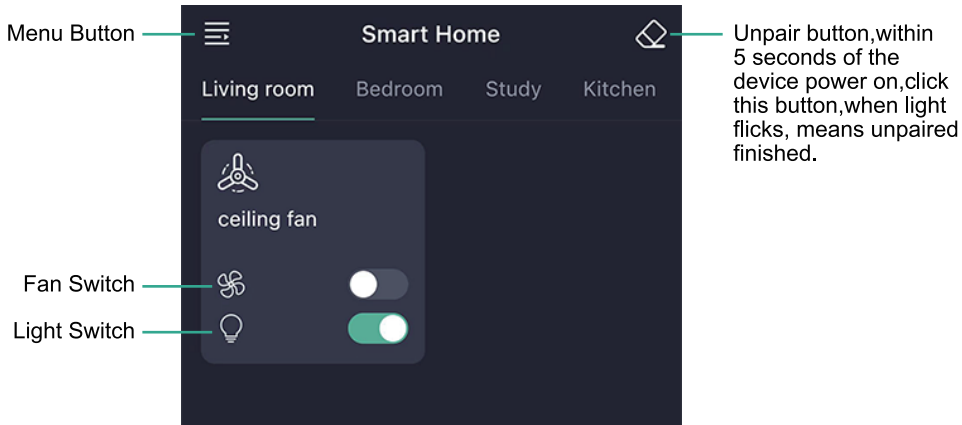 Menu Button
Smart Home
Unpair button,within
5 seconds of the
device power on,click
this button,when light
flicks, means unpaired
finished.
Living room Bedroom Study Kitchen
ceiling fan
Fan Switch
Light Switch